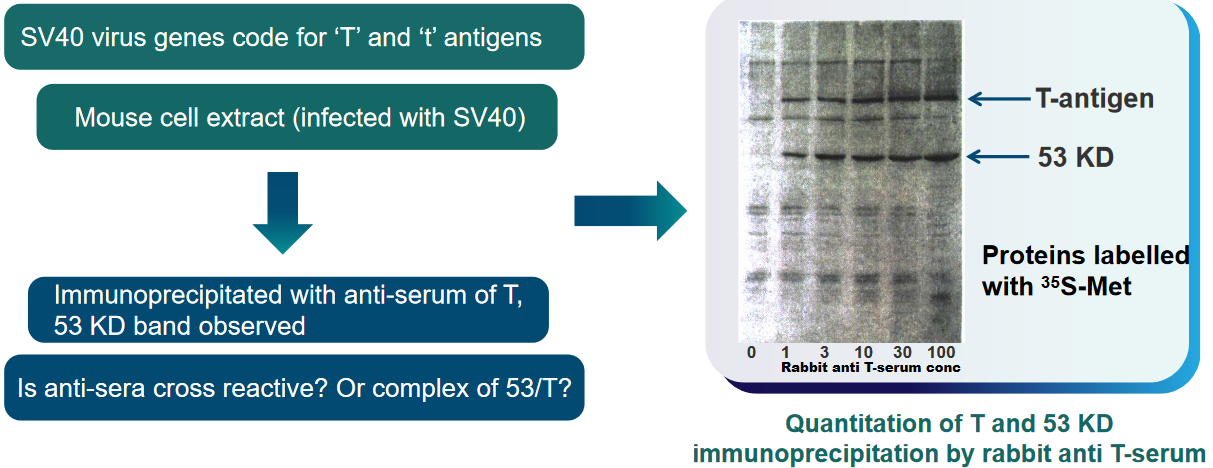 SV40 virus genes code for ‘T’ and ‘t’ antigens
Mouse cell extract (infected with SV40)
Immunoprecipitated with anti-serum of T,
53 KD band observed
Is anti-sera cross reactive? Or complex of 53/T?
T-antigen
53 KD
Proteins labelled
with ³⁵S-Met
0 1 3 10 30 100
Rabbit anti T-serum conc
Quantitation of T and 53 KD
immunoprecipitation by rabbit anti T-serum